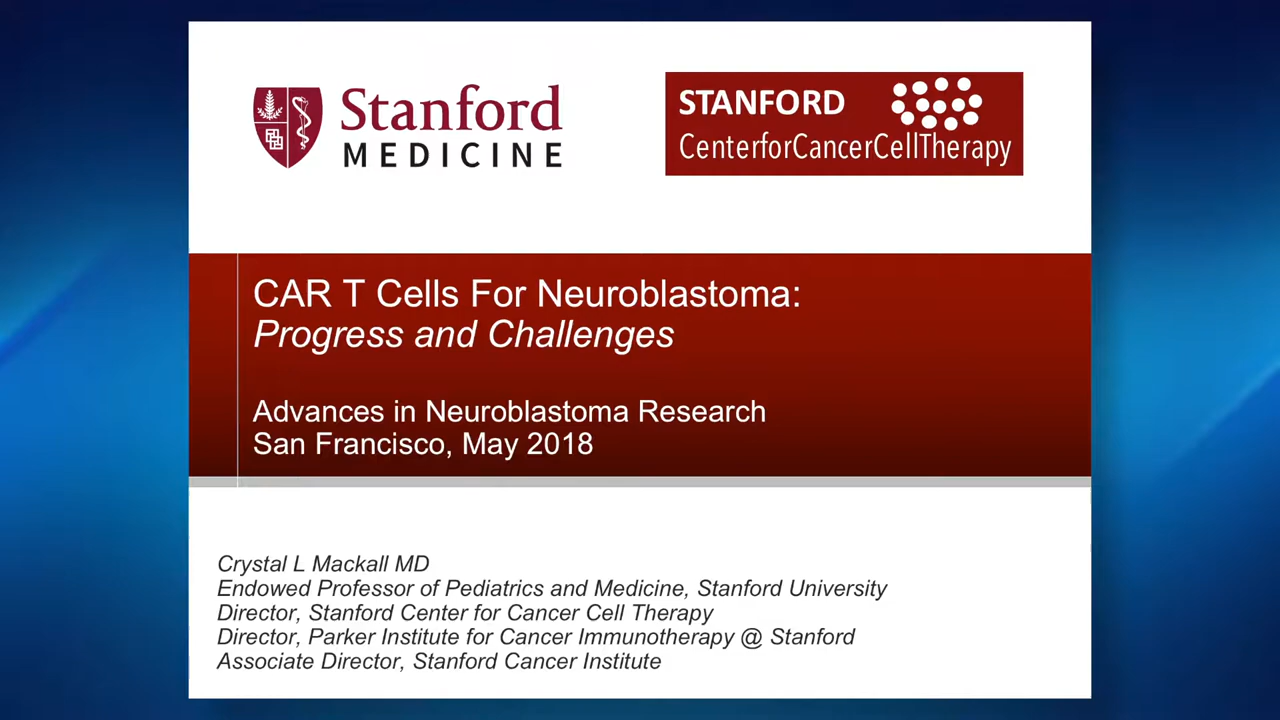 Stanford
MEDICINE
STANFORD
CenterforCancerCellTherapy
CAR T Cells For Neuroblastoma:
Progress and Challenges
Advances in Neuroblastoma Research
San Francisco, May 2018
Crystal L Mackall MD
Endowed Professor of Pediatrics and Medicine, Stanford University
Director, Stanford Center for Cancer Cell Therapy
Director, Parker Institute for Cancer Immunotherapy @ Stanford
Associate Director, Stanford Cancer Institute